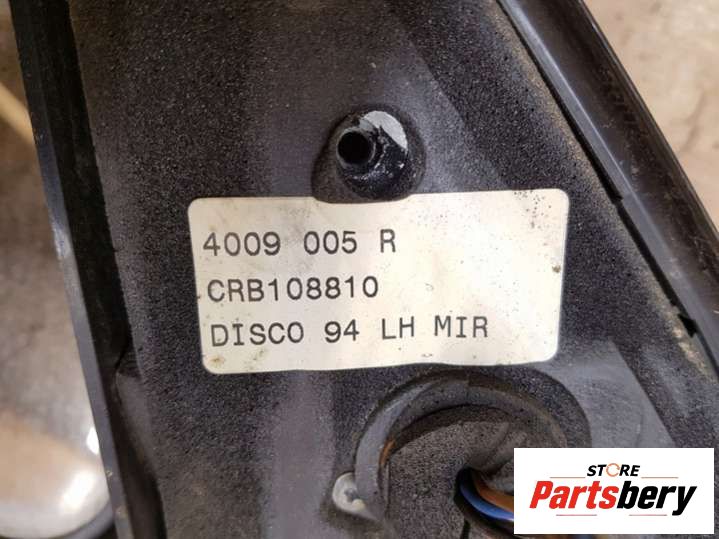 4009 005 R
CRB108810
DISCO 94 LH MIR
STORE
Partsbery